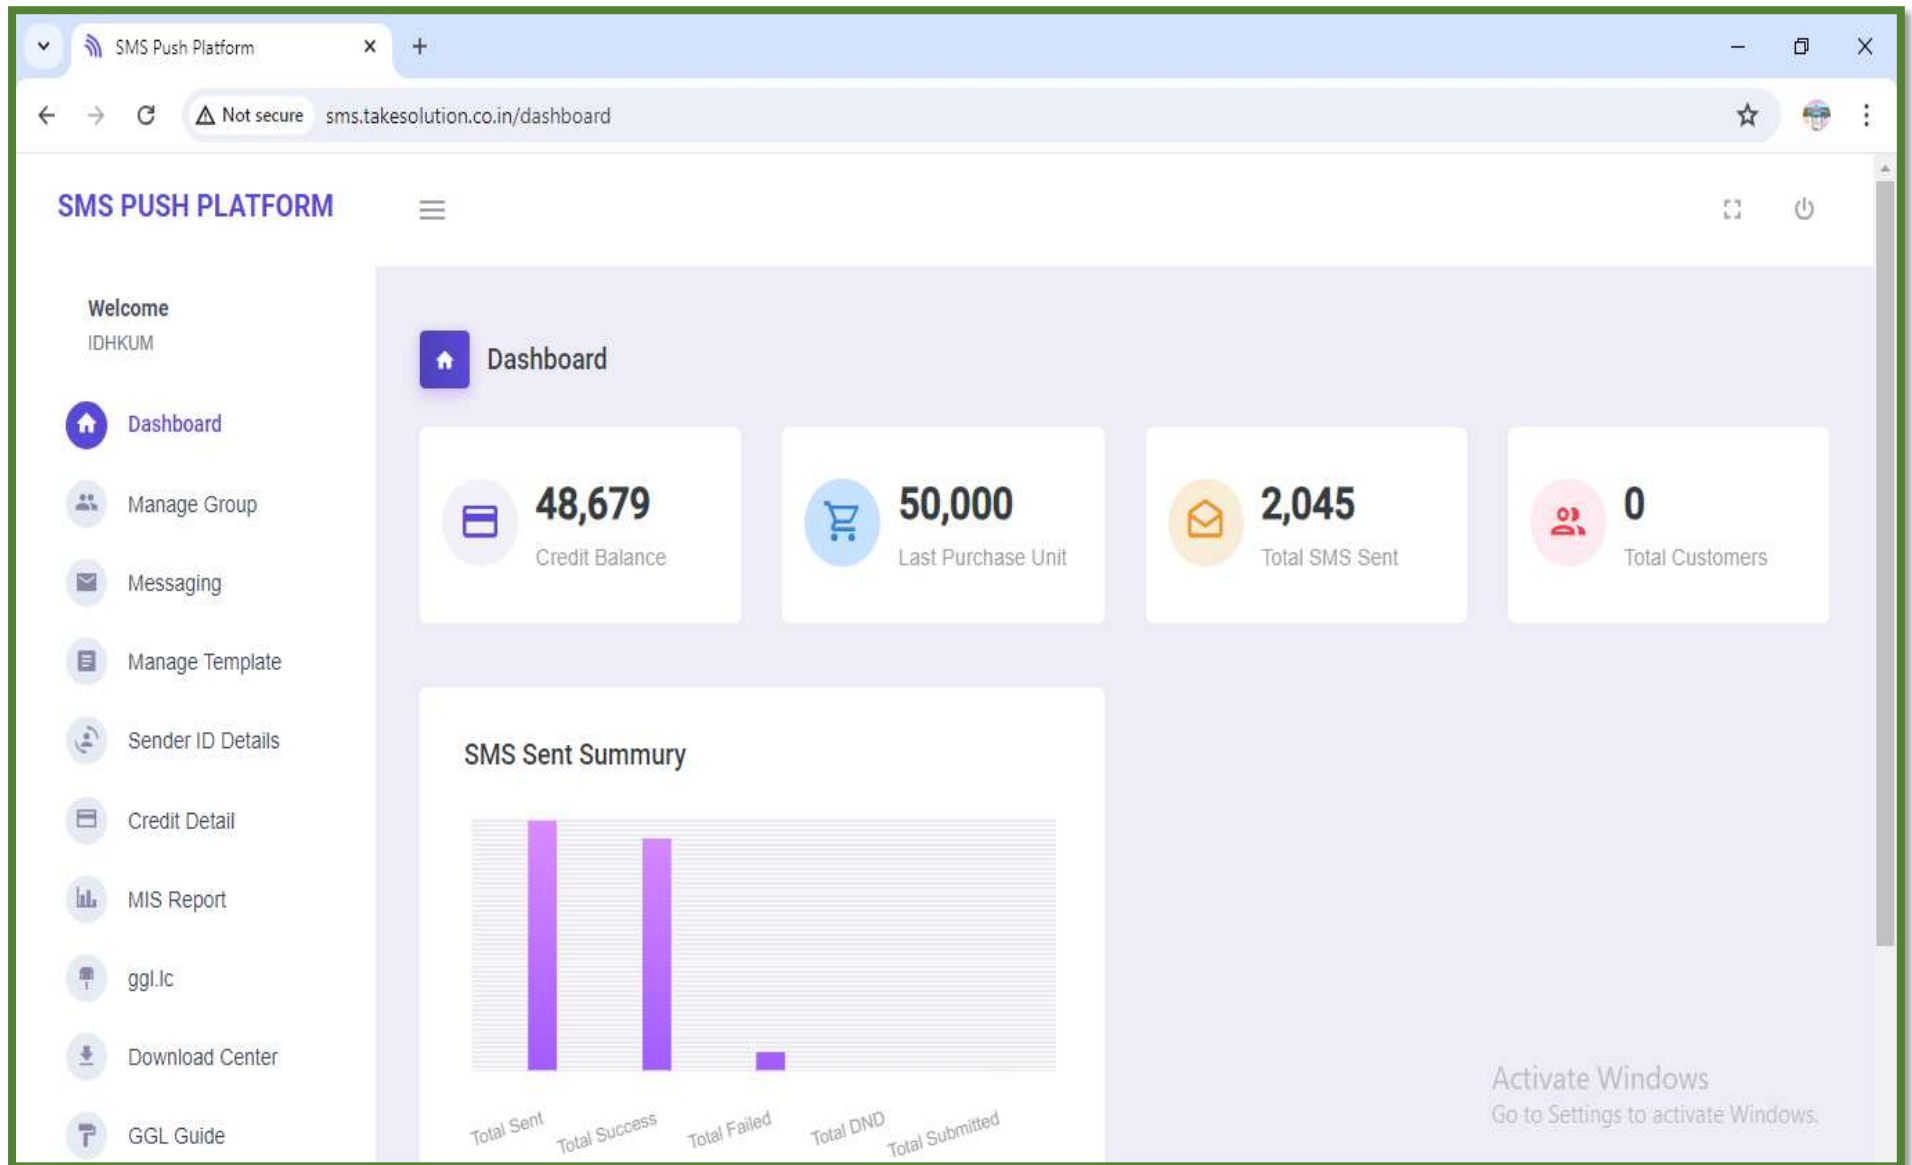 SMS Push Platform
Not secure sms.takesolution.co.in/dashboard
SMS PUSH PLATFORM
Welcome
IDHKUM
Dashboard
Manage Group
Messaging
Manage Template
Sender ID Details
Credit Detail
MIS Report
ggl.lc
Download Center
GGL Guide
Dashboard
48,679
Credit Balance
50,000
Last Purchase Unit
2,045
Total SMS Sent
0
Total Customers
SMS Sent Summury
Total Sent
Total Success
Total Failed
Total DND
Total Submitted
Activate Windows
Go to Settings to activate Windows.